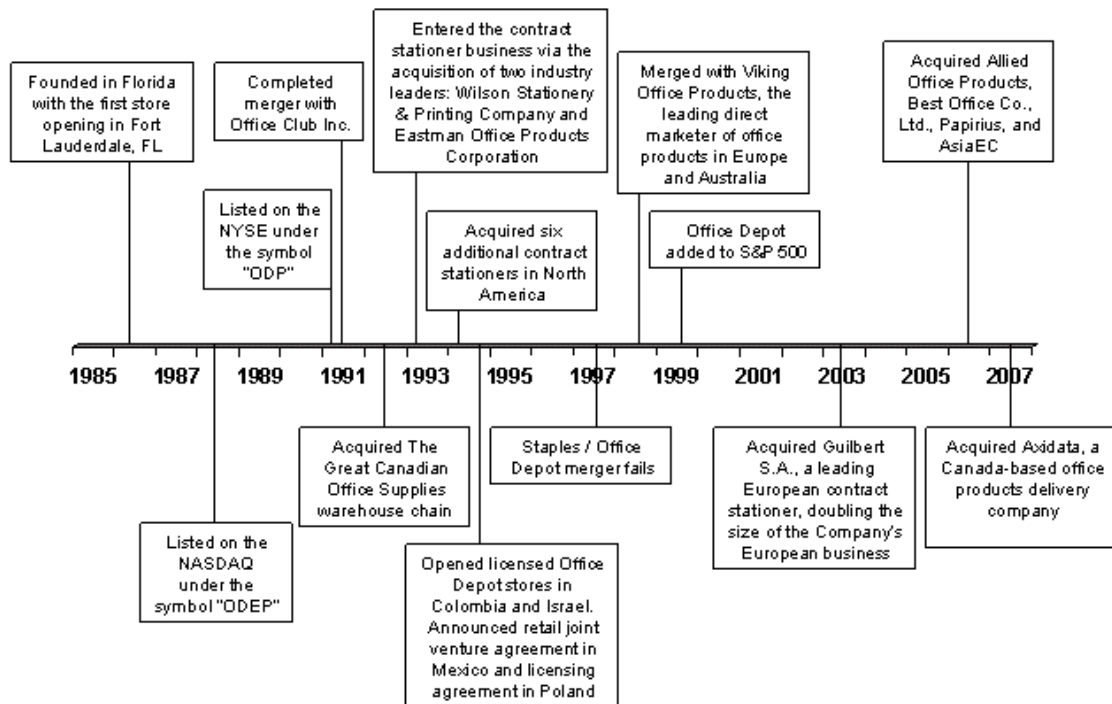 Founded in Florida
with the first store
opening in Fort
Lauderdale, FL
Completed
merger with
Office Club Inc.
Entered the contract
stationer business via the
acquisition of two industry
leaders: Wilson Stationery
& Printing Company and
Eastman Office Products
Corporation
Merged with Viking
Office Products, the
leading direct
marketer of office
products in Europe
and Australia
Acquired Allied
Office Products,
Best Office Co.,
Ltd., Papirius, and
AsiaEC
Listed on the
NYSE under
the symbol
"ODP"
Acquired six
additional contract
stationers in North
America
Office Depot
added to S&P 500
1985 1987 1989 1991 1993 1995 1997 1999 2001 2003 2005 2007
Acquired The
Great Canadian
Office Supplies
warehouse chain
Staples / Office
Depot merger fails
Acquired Guilbert
S.A., a leading
European contract
stationer, doubling the
size of the Company's
European business
Acquired Axidata, a
Canada-based office
products delivery
company
Listed on the
NASDAQ
under the
symbol "ODEP"
Opened licensed Office
Depot stores in
Colombia and Israel.
Announced retail joint
venture agreement in
Mexico and licensing
agreement in Poland